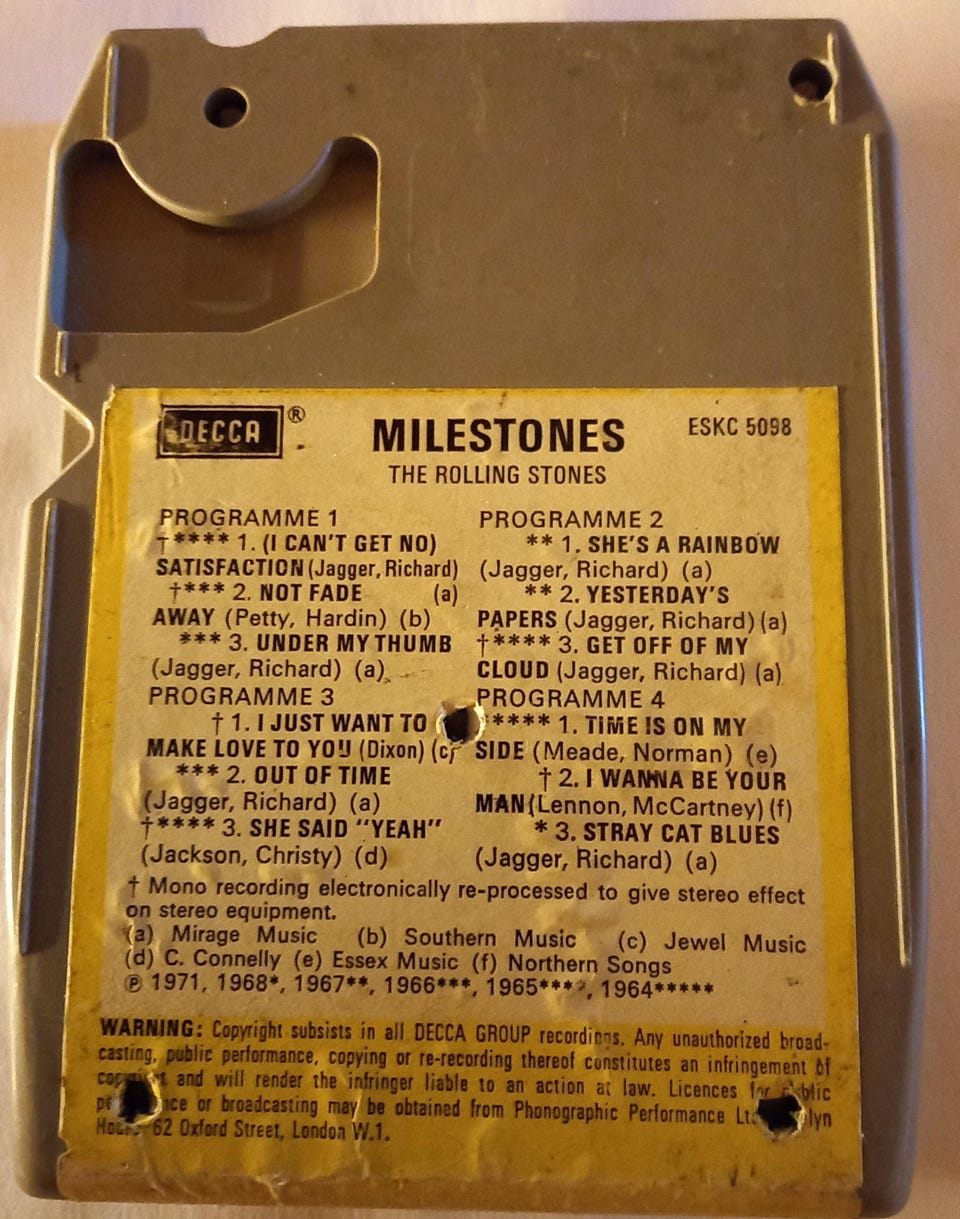 DECCA ® MILESTONES ESKC 5098
THE ROLLING STONES
PROGRAMME 1
†**** 1. (I CAN'T GET NO)
SATISFACTION (Jagger, Richard)
†*** 2. NOT FADE (a)
AWAY (Petty, Hardin) (b)
*** 3. UNDER MY THUMB
(Jagger, Richard) (a)
PROGRAMME 2
** 1. SHE'S A RAINBOW
(Jagger, Richard) (a)
** 2. YESTERDAY'S
PAPERS (Jagger, Richard) (a)
†**** 3. GET OFF OF MY
CLOUD (Jagger, Richard) (a)
PROGRAMME 3
† 1. I JUST WANT TO
MAKE LOVE TO YOU (Dixon) (c)
*** 2. OUT OF TIME
(Jagger, Richard) (a)
†**** 3. SHE SAID "YEAH"
(Jackson, Christy) (d)
PROGRAMME 4
**** 1. TIME IS ON MY
SIDE (Meade, Norman) (e)
† 2. I WANNA BE YOUR
MAN (Lennon, McCartney) (f)
* 3. STRAY CAT BLUES
(Jagger, Richard) (a)
† Mono recording electronically re-processed to give stereo effect
on stereo equipment.
(a) Mirage Music (b) Southern Music (c) Jewel Music
(d) C. Connelly (e) Essex Music (f) Northern Songs
℗ 1971, 1968*, 1967**, 1966***, 1965****, 1964*****
WARNING: Copyright subsists in all DECCA GROUP recordings. Any unauthorized broad-
casting, public performance, copying or re-recording thereof constitutes an infringement of
copyright and will render the infringer liable to an action at law. Licences for public
or broadcasting may be obtained from Phonographic Performance
62 Oxford Street, London W.1.